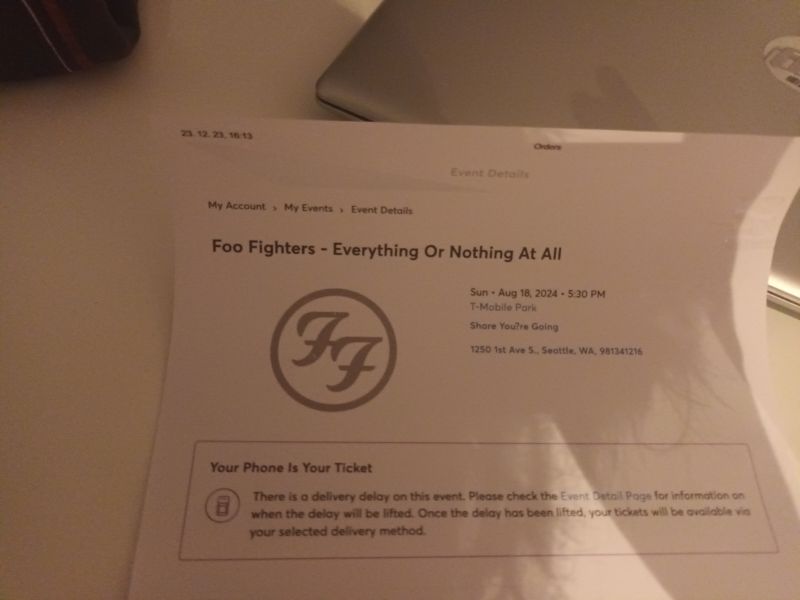 23. 12. 23, 16:13
Orders
Event Details
My Account › My Events › Event Details
Foo Fighters - Everything Or Nothing At All
FF
Sun • Aug 18, 2024 • 5:30 PM
T-Mobile Park
Share You?re Going
1250 1st Ave S., Seattle, WA, 981341216
Your Phone Is Your Ticket
There is a delivery delay on this event. Please check the Event Detail Page for information on
when the delay will be lifted. Once the delay has been lifted, your tickets will be available via
your selected delivery method.